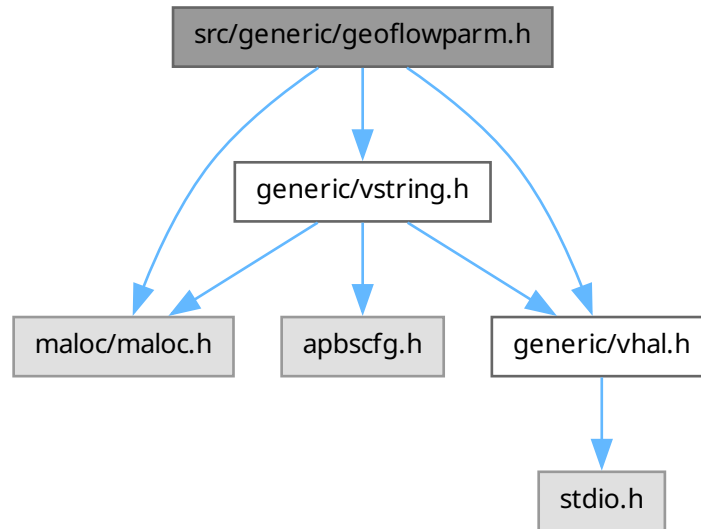 src/generic/geoflowparm.h
generic/vstring.h
maloc/maloc.h
apbscfg.h
generic/vhal.h
stdio.h